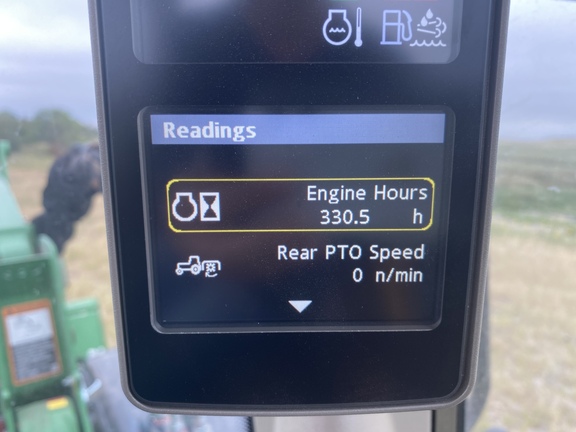 Readings
Engine Hours
330.5 h
Rear PTO Speed
0 n/min